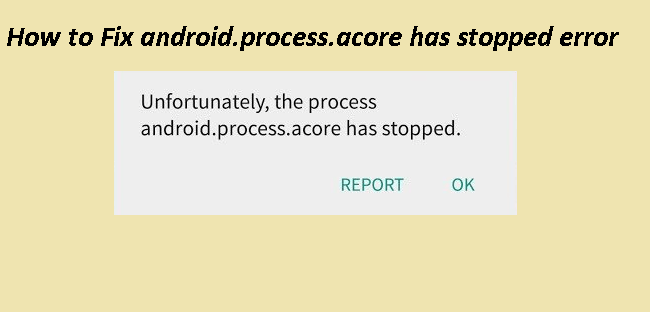 How to Fix android.process.acore has stopped error
Unfortunately, the process
android.process.acore has stopped.
REPORT OK